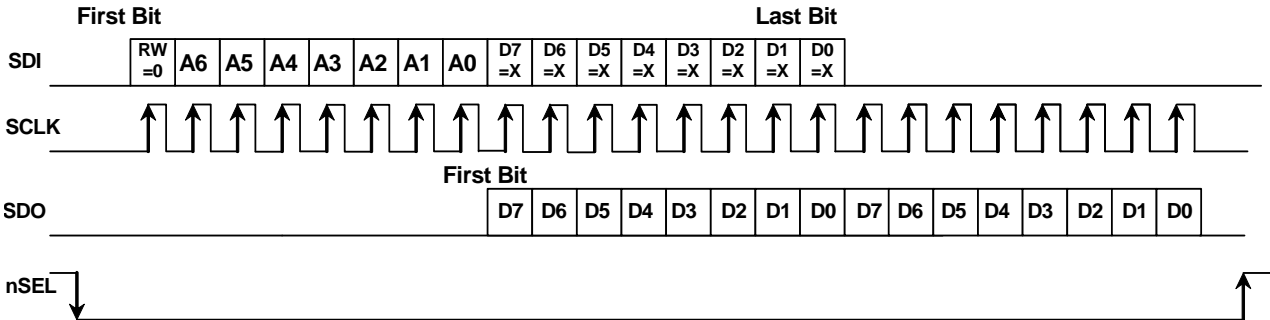 First Bit Last Bit
SDI RW =0 A6 A5 A4 A3 A2 A1 A0 D7 =X D6 =X D5 =X D4 =X D3 =X D2 =X D1 =X D0 =X
SCLK
First Bit
SDO D7 D6 D5 D4 D3 D2 D1 D0 D7 D6 D5 D4 D3 D2 D1 D0
nSEL